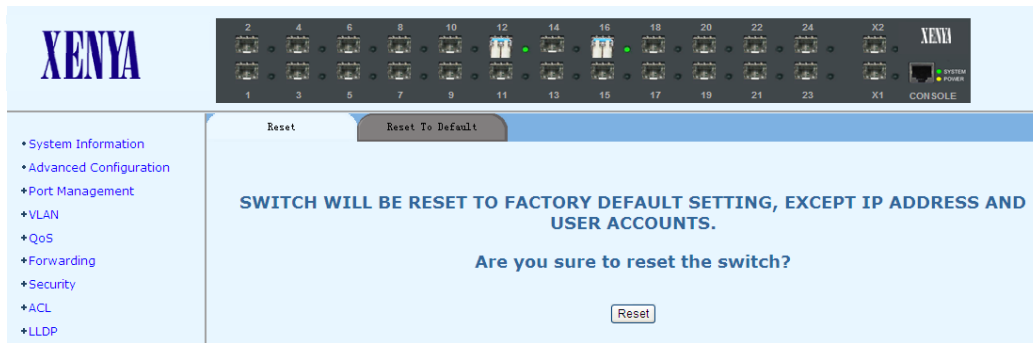 XENYA
2 4 6 8 10 12 14 16 18 20 22 24 X2
XENYA
SYSTEM
POWER
1 3 5 7 9 11 13 15 17 19 21 23 X1 CONSOLE
Reset Reset To Default
System Information
Advanced Configuration
Port Management
VLAN
QoS
Forwarding
Security
ACL
LLDP
SWITCH WILL BE RESET TO FACTORY DEFAULT SETTING, EXCEPT IP ADDRESS AND
USER ACCOUNTS.
Are you sure to reset the switch?
Reset